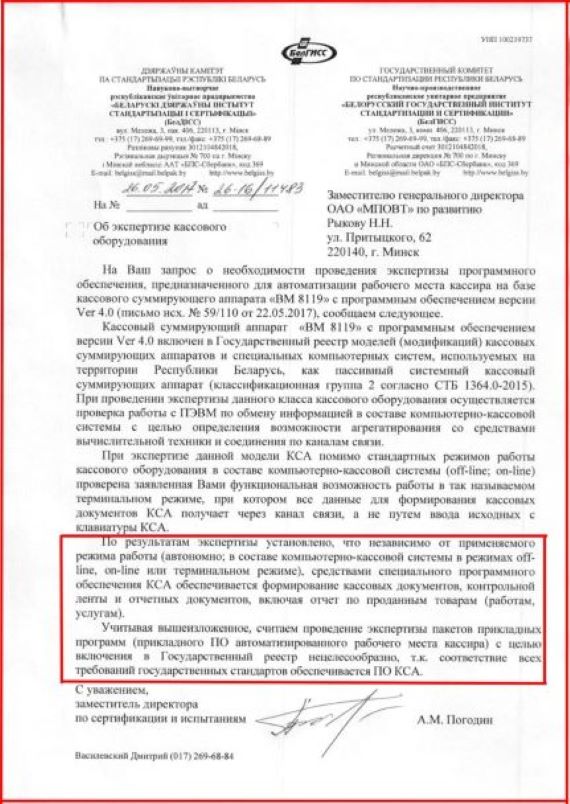 УНП 100219757
БелГИСС
ДЗЯРЖАЎНЫ КАМІТЭТ
ПА СТАНДАРТЫЗАЦЫІ РЭСПУБЛІКІ БЕЛАРУСЬ
Навукова-вытворчае
рэспубліканскае ўнітарнае прадпрыемства
«БЕЛАРУСКІ ДЗЯРЖАЎНЫ ІНСТЫТУТ
СТАНДАРТЫЗАЦЫІ І СЕРТЫФІКАЦЫІ»
(БелДІСС)
вул. Мележа, 3, пак. 406, 220113, г. Мінск
тэл. +375 (17) 269-68-99, тэл./факс +375 (17) 269-68-89
Разліковы рахунак 3012104842018,
Рэгіянальная дырэкцыя № 700 па г. Мінску
і Мінскай вобласці ААТ «БПС-Сбербанк», код 369
E-mail: belgiss@mail.belpak.by http://www.belgiss.by
ГОСУДАРСТВЕННЫЙ КОМИТЕТ
ПО СТАНДАРТИЗАЦИИ РЕСПУБЛИКИ БЕЛАРУСЬ
Научно-производственное
республиканское унитарное предприятие
«БЕЛОРУССКИЙ ГОСУДАРСТВЕННЫЙ ИНСТИТУТ
СТАНДАРТИЗАЦИИ И СЕРТИФИКАЦИИ»
(БелГИСС)
ул. Мележа, 3, комн. 406, 220113, г. Минск
тел. +375 (17) 269-68-99, тел./факс +375 (17) 269-68-89
Расчетный счет 3012104842018,
Региональная дирекция № 700 по г. Минску
и Минской области ОАО «БПС-Сбербанк», код 369
E-mail: belgiss@mail.belpak.by http://www.belgiss.by
26.05.2017 № 26-16/11483
На № ад
Об экспертизе кассового
оборудования
Заместителю генерального директора
ОАО «МПОВТ» по развитию
Рыкову Н.Н.
ул. Притыцкого, 62
220140, г. Минск
На Ваш запрос о необходимости проведения экспертизы программного
обеспечения, предназначенного для автоматизации рабочего места кассира на базе
кассового суммирующего аппарата «ВМ 8119» с программным обеспечением версии
Ver 4.0 (письмо исх. № 59/110 от 22.05.2017), сообщаем следующее.
Кассовый суммирующий аппарат «ВМ 8119» с программным обеспечением
версии Ver 4.0 включен в Государственный реестр моделей (модификаций) кассовых
суммирующих аппаратов и специальных компьютерных систем, используемых на
территории Республики Беларусь, как пассивный системный кассовый
суммирующий аппарат (классификационная группа 2 согласно СТБ 1364.0-2015).
При проведении экспертизы данного класса кассового оборудования осуществляется
проверка работы с ПЭВМ по обмену информацией в составе компьютерно-кассовой
системы с целью определения возможности агрегатирования со средствами
вычислительной техники и соединения по каналам связи.
При экспертизе данной модели КСА помимо стандартных режимов работы
кассового оборудования в составе компьютерно-кассовой системы (off-line; on-line)
проверена заявленная Вами функциональная возможность работы в так называемом
терминальном режиме, при котором все данные для формирования кассовых
документов КСА получает через канал связи, а не путем ввода исходных с
клавиатуры КСА.
По результатам экспертизы установлено, что независимо от применяемого
режима работы (автономно; в составе компьютерно-кассовой системы в режимах off-
line, on-line или терминальном режиме), средствами специального программного
обеспечения КСА обеспечивается формирование кассовых документов, контрольной
ленты и отчетных документов, включая отчет по проданным товарам (работам,
услугам).
Учитывая вышеизложенное, считаем проведение экспертизы пакетов прикладных
программ (прикладного ПО автоматизированного рабочего места кассира) с целью
включения в Государственный реестр нецелесообразно, т.к. соответствие всех
требований государственных стандартов обеспечивается ПО КСА.
С уважением,
заместитель директора
по сертификации и испытаниям
А.М. Погодин
Василевский Дмитрий (017) 269-68-84